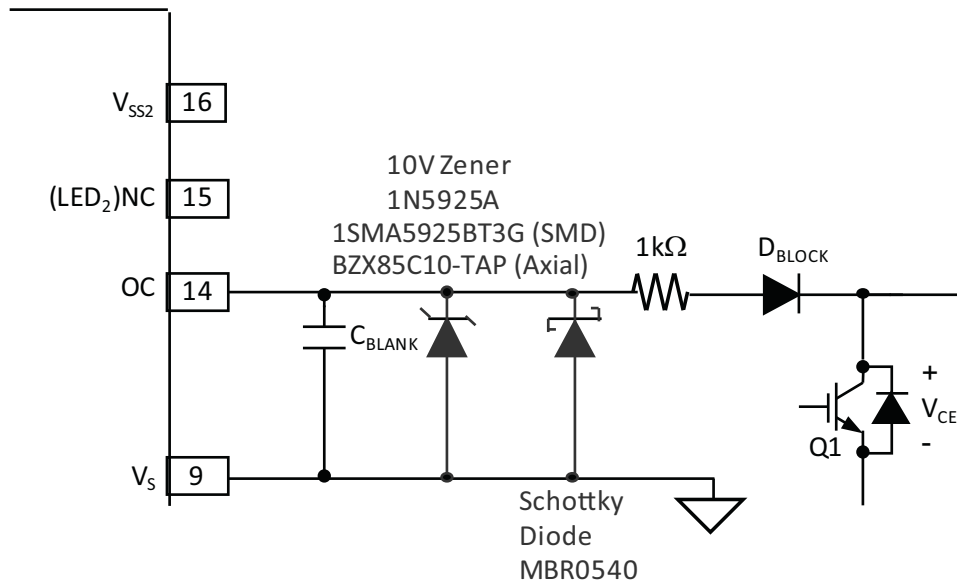 V_SS2 16
(LED_2)NC 15
10V Zener
1N5925A
1SMA5925BT3G (SMD)
BZX85C10-TAP (Axial)
1kΩ
D_BLOCK
OC 14
C_BLANK
+
V_CE
-
Q1
V_S 9
Schottky
Diode
MBR0540